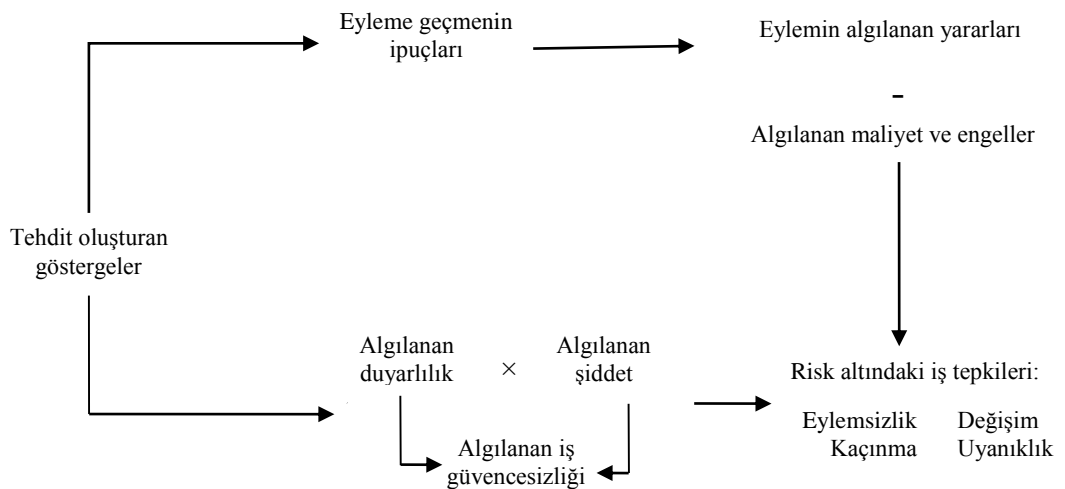 Eyleme geçmenin
ipuçları
Eylemin algılanan yararları
-
Algılanan maliyet ve engeller
Tehdit oluşturan
göstergeler
Algılanan
duyarlılık
×
Algılanan
şiddet
Algılanan iş
güvencesizliği
Risk altındaki iş tepkileri:
Eylemsizlik Değişim
Kaçınma Uyanıklık